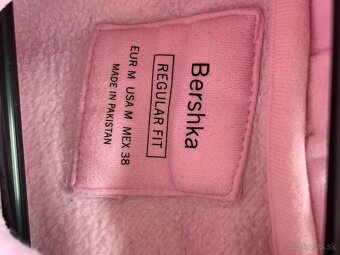 Bershka
REGULAR FIT
EUR M USA M MEX 38
MADE IN PAKISTAN